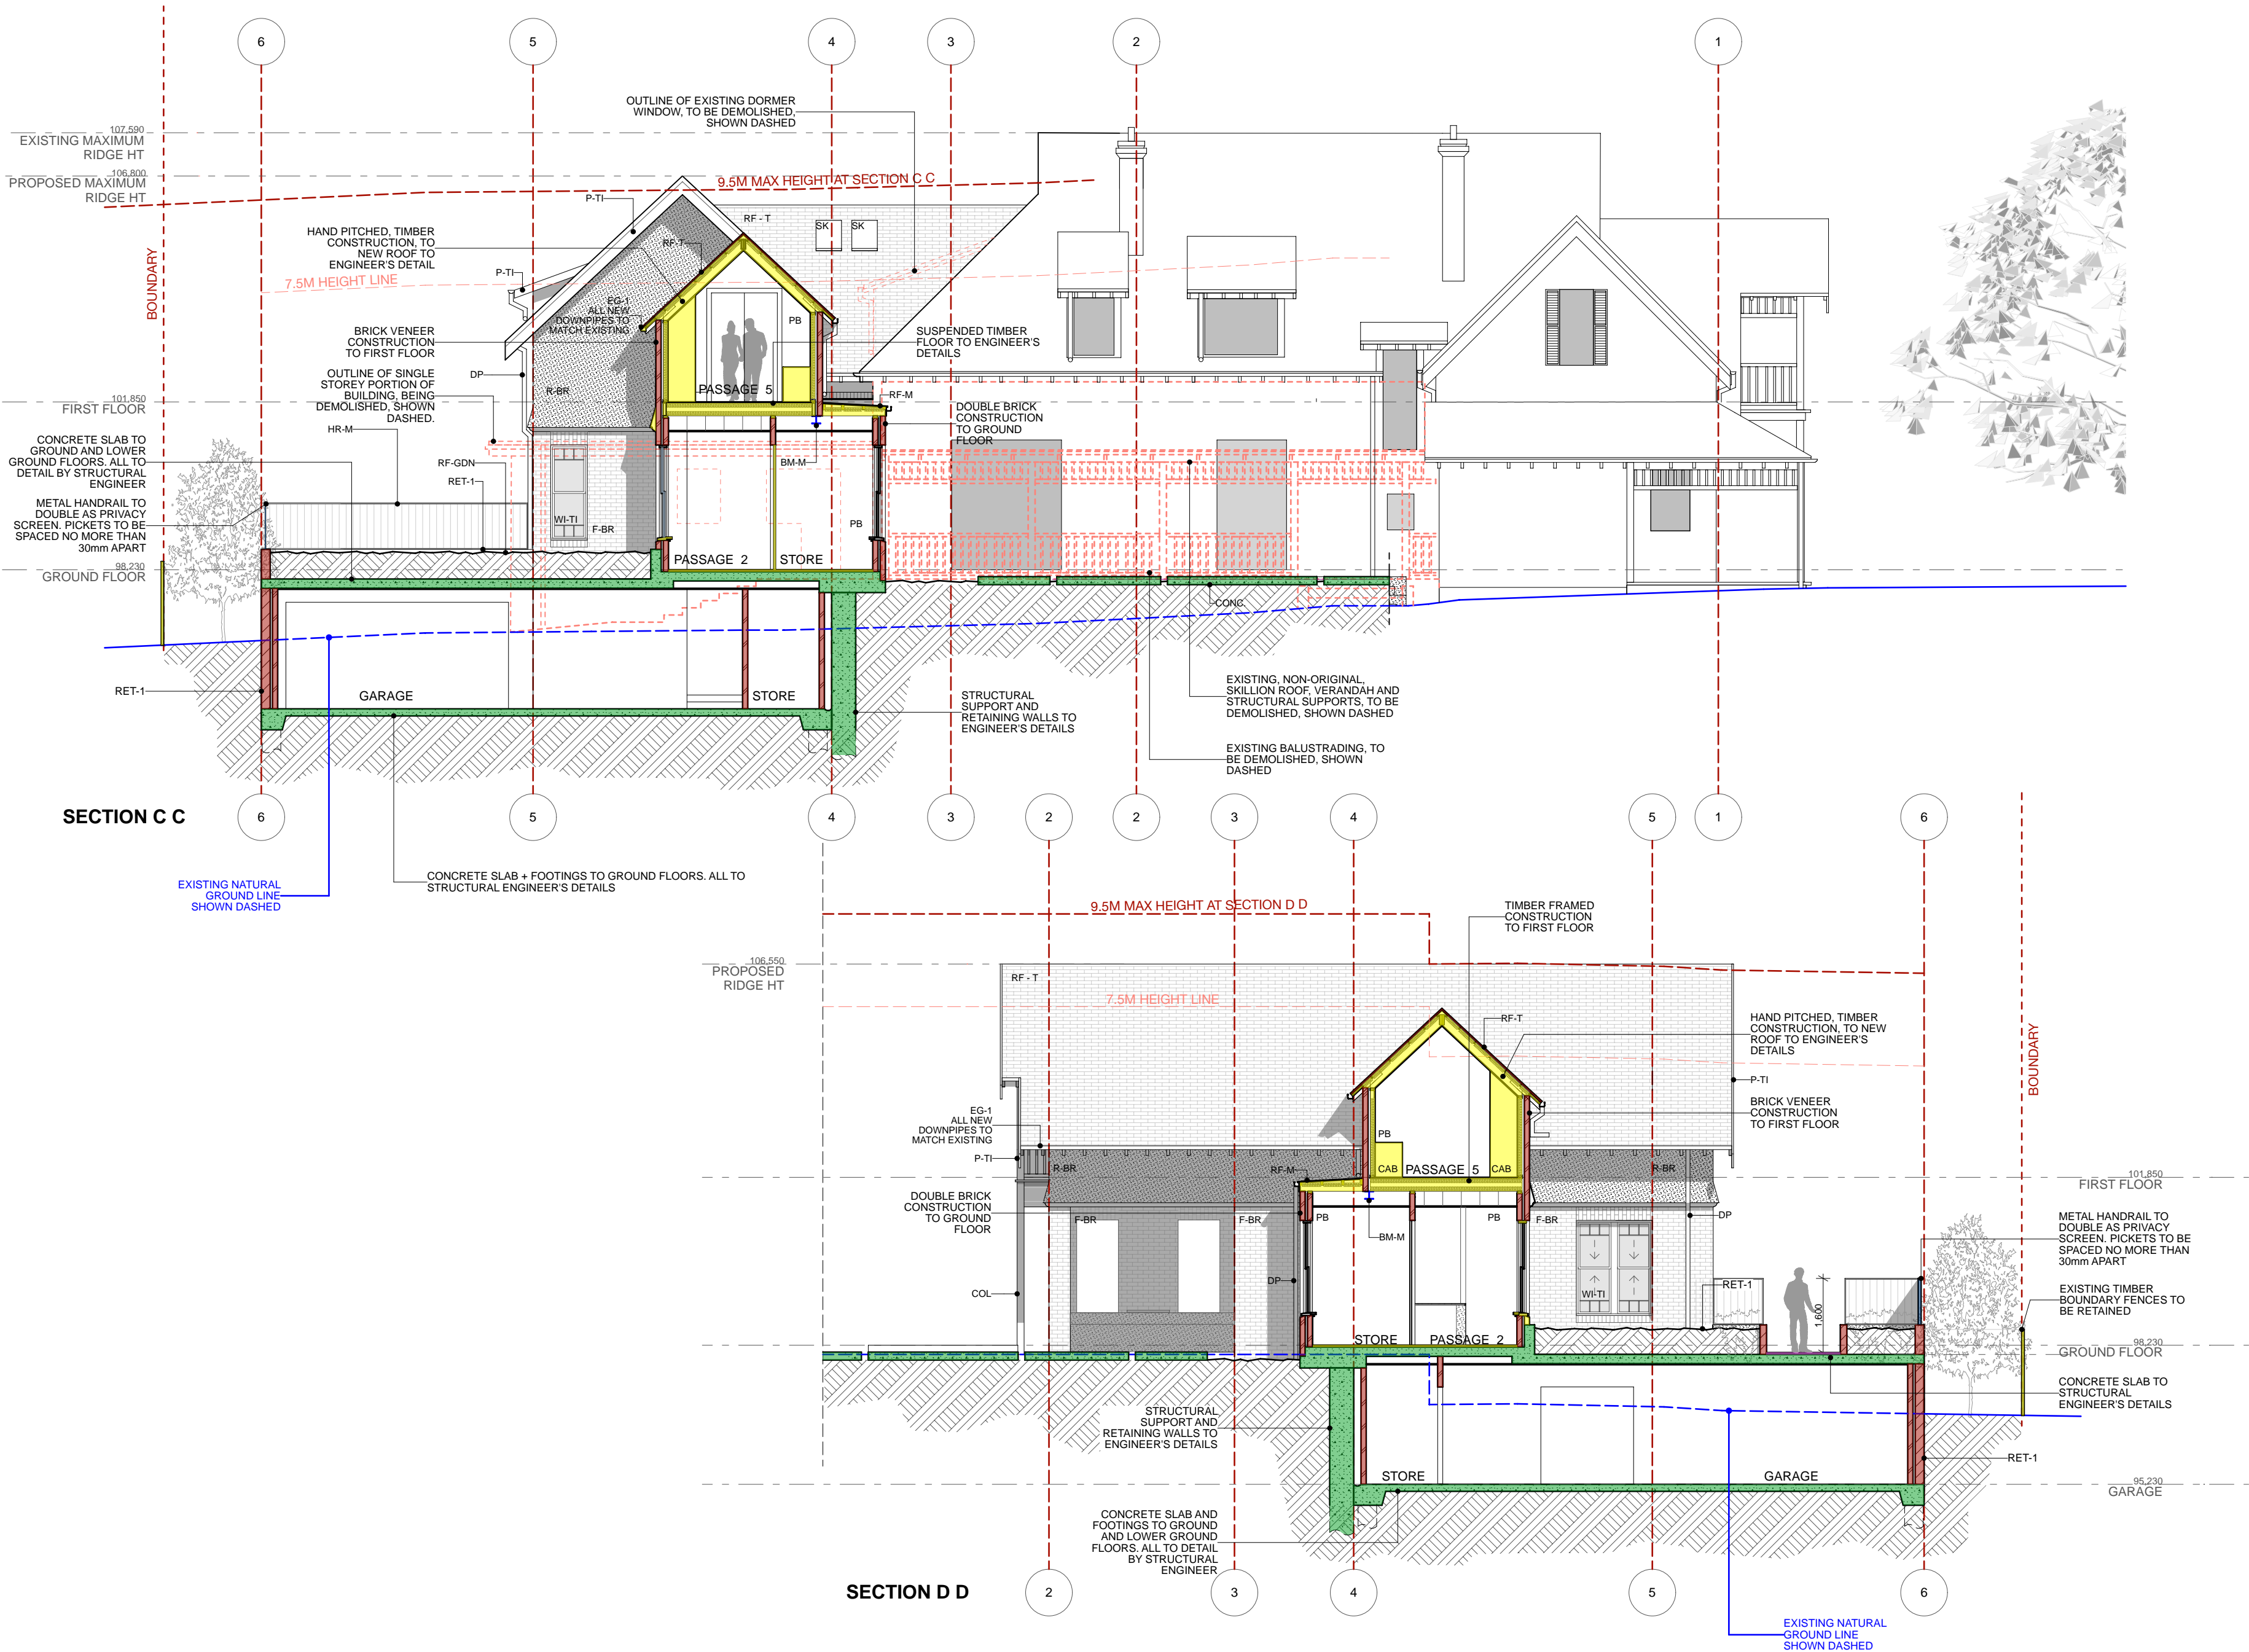 6
5
4
3
2
1
OUTLINE OF EXISTING DORMER
WINDOW, TO BE DEMOLISHED,
SHOWN DASHED
107,590
EXISTING MAXIMUM
RIDGE HT
106,800
PROPOSED MAXIMUM
RIDGE HT
9.5M MAX HEIGHT AT SECTION C C
P-TI
RF - T
SK
SK
BOUNDARY
HAND PITCHED, TIMBER
CONSTRUCTION, TO
NEW ROOF TO
ENGINEER'S DETAIL
RF-T
P-TI
7.5M HEIGHT LINE
EG-1
ALL NEW
DOWNPIPES TO
MATCH EXISTING
PB
BRICK VENEER
CONSTRUCTION
TO FIRST FLOOR
SUSPENDED TIMBER
FLOOR TO ENGINEER'S
DETAILS
OUTLINE OF SINGLE
STOREY PORTION OF
BUILDING, BEING
DEMOLISHED, SHOWN
DASHED.
DP
R-BR
PASSAGE 5
RF-M
101,850
FIRST FLOOR
DOUBLE BRICK
CONSTRUCTION
TO GROUND
FLOOR
HR-M
CONCRETE SLAB TO
GROUND AND LOWER
GROUND FLOORS. ALL TO
DETAIL BY STRUCTURAL
ENGINEER
RF-GDN
BM-M
RET-1
METAL HANDRAIL TO
DOUBLE AS PRIVACY
SCREEN. PICKETS TO BE
SPACED NO MORE THAN
30mm APART
WI-TI
F-BR
PB
PASSAGE 2
STORE
98,230
GROUND FLOOR
CONC
RET-1
GARAGE
STORE
STRUCTURAL
SUPPORT AND
RETAINING WALLS TO
ENGINEER'S DETAILS
EXISTING, NON-ORIGINAL,
SKILLION ROOF, VERANDAH AND
STRUCTURAL SUPPORTS, TO BE
DEMOLISHED, SHOWN DASHED
EXISTING BALUSTRADING, TO
BE DEMOLISHED, SHOWN
DASHED
SECTION C C
6
5
4
3
2
2
3
4
5
1
6
EXISTING NATURAL
GROUND LINE
SHOWN DASHED
CONCRETE SLAB + FOOTINGS TO GROUND FLOORS. ALL TO
STRUCTURAL ENGINEER'S DETAILS
9.5M MAX HEIGHT AT SECTION D D
TIMBER FRAMED
CONSTRUCTION
TO FIRST FLOOR
106,550
PROPOSED
RIDGE HT
RF - T
7.5M HEIGHT LINE
RF-T
HAND PITCHED, TIMBER
CONSTRUCTION, TO NEW
ROOF TO ENGINEER'S
DETAILS
BOUNDARY
P-TI
BRICK VENEER
CONSTRUCTION
TO FIRST FLOOR
EG-1
ALL NEW
DOWNPIPES TO
MATCH EXISTING
PB
P-TI
R-BR
RF-M
CAB
PASSAGE 5
CAB
R-BR
101,850
FIRST FLOOR
DOUBLE BRICK
CONSTRUCTION
TO GROUND
FLOOR
F-BR
F-BR
PB
PB
F-BR
DP
BM-M
METAL HANDRAIL TO
DOUBLE AS PRIVACY
SCREEN. PICKETS TO BE
SPACED NO MORE THAN
30mm APART
DP
COL
WI-TI
RET-1
1,600
EXISTING TIMBER
BOUNDARY FENCES TO
BE RETAINED
STORE
PASSAGE 2
98,230
GROUND FLOOR
CONCRETE SLAB TO
STRUCTURAL
ENGINEER'S DETAILS
STRUCTURAL
SUPPORT AND
RETAINING WALLS TO
ENGINEER'S DETAILS
RET-1
STORE
GARAGE
95,230
GARAGE
CONCRETE SLAB AND
FOOTINGS TO GROUND
AND LOWER GROUND
FLOORS. ALL TO DETAIL
BY STRUCTURAL
ENGINEER
SECTION D D
2
3
4
5
6
EXISTING NATURAL
GROUND LINE
SHOWN DASHED